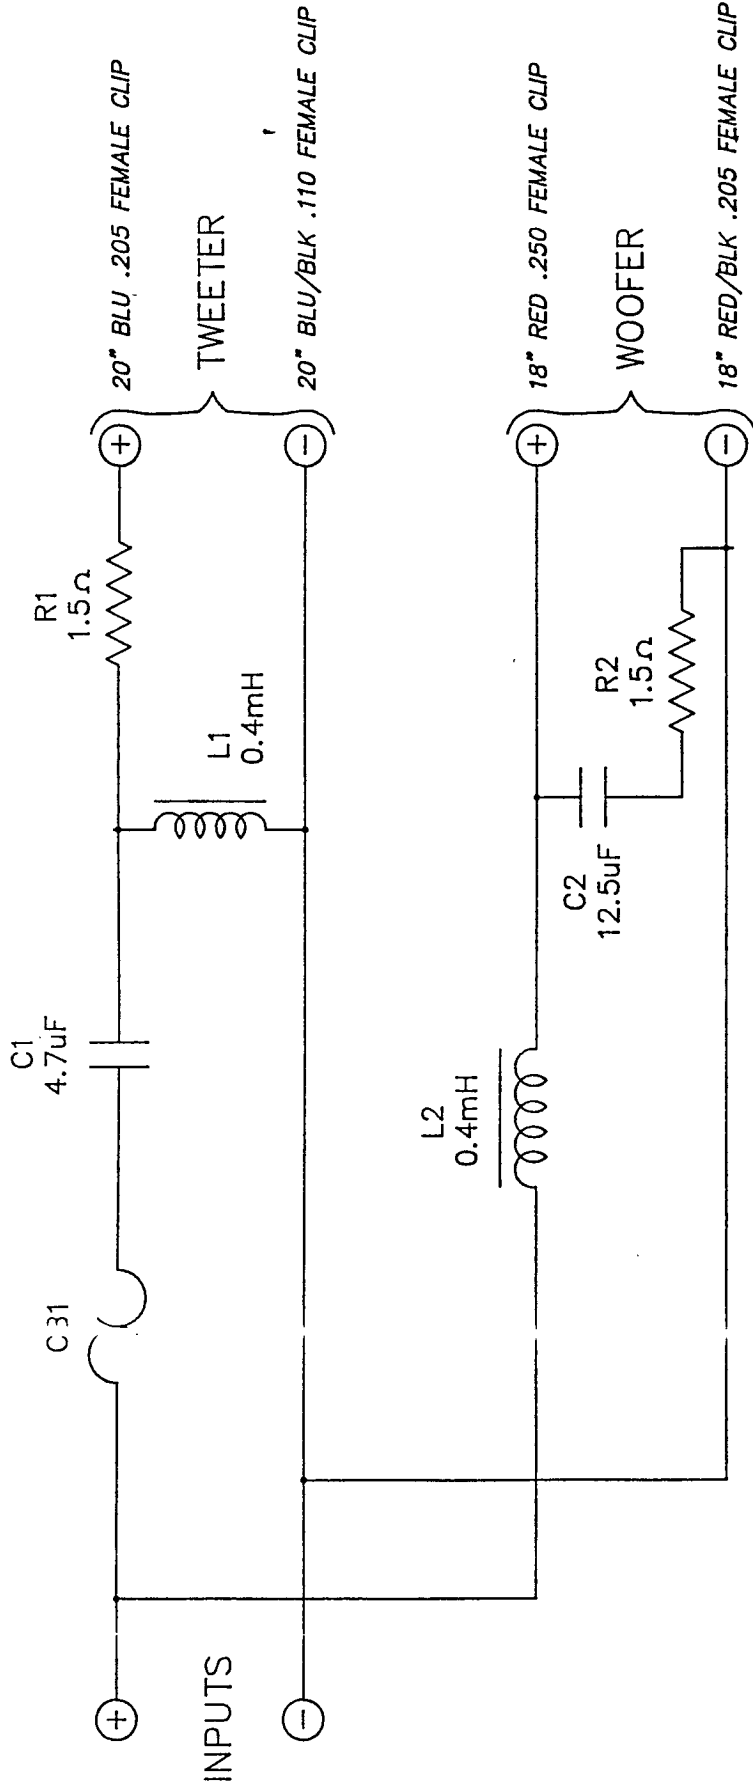 INPUTS
CB1
C1
4.7uF
L1
0.4mH
R1
1.5Ω
20" BLU .205 FEMALE CLIP
TWEETER
20" BLU/BLK .110 FEMALE CLIP
L2
0.4mH
C2
12.5uF
R2
1.5Ω
18" RED .250 FEMALE CLIP
WOOFER
18" RED/BLK .205 FEMALE CLIP
+
−
+
−
+
−